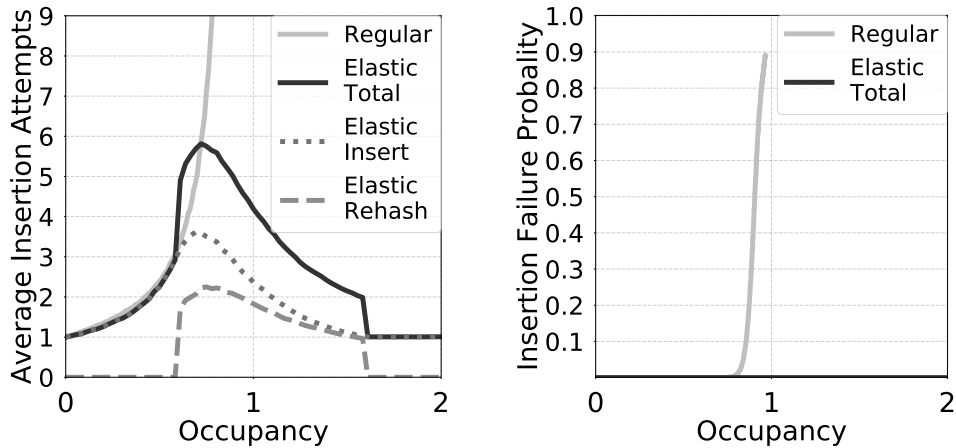 Average Insertion Attempts
9
8
7
6
5
4
3
2
1
0
0
1
2
Occupancy
Regular
Elastic
Total
Elastic
Insert
Elastic
Rehash
Insertion Failure Probality
1.0
0.9
0.8
0.7
0.6
0.5
0.4
0.3
0.2
0.1
0
1
2
Occupancy
Regular
Elastic
Total